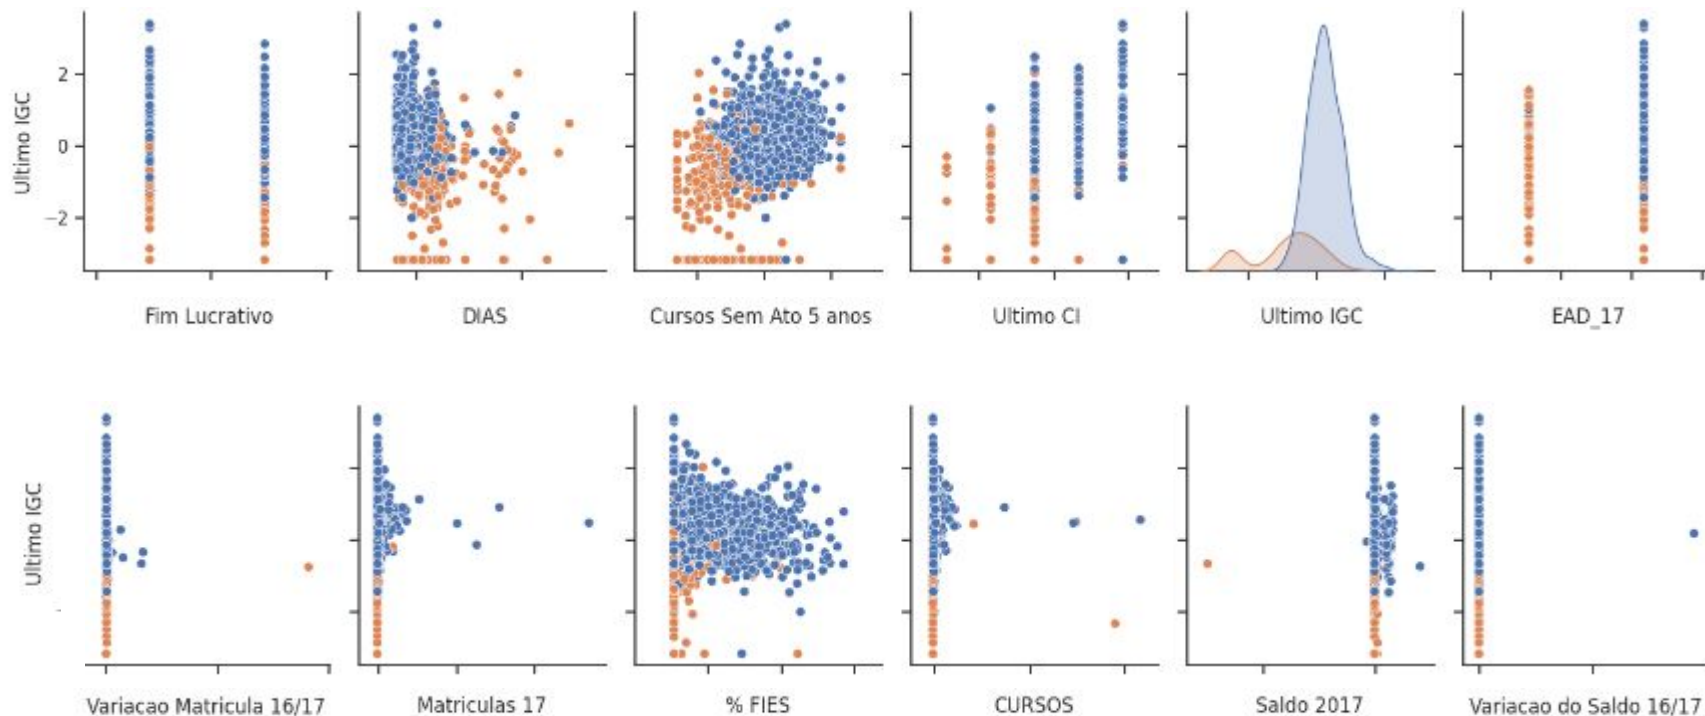 Ultimo IGC
2
0
−2
Fim Lucrativo
DIAS
Cursos Sem Ato 5 anos
Ultimo CI
Ultimo IGC
EAD_17
Ultimo IGC
Variacao Matricula 16/17
Matriculas 17
% FIES
CURSOS
Saldo 2017
Variacao do Saldo 16/17